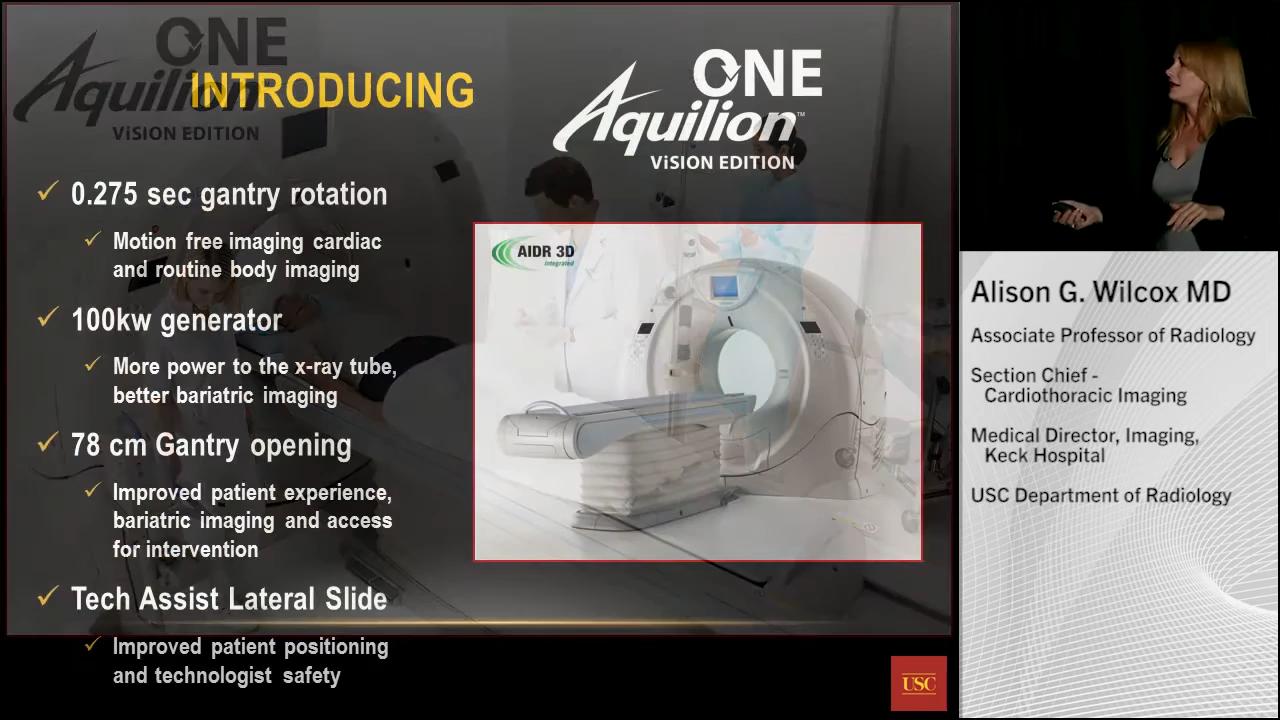 ONE
Aquilion
ViSION EDITION
INTRODUCING
ONE
Aquilion™
ViSION EDITION
✓ 0.275 sec gantry rotation
✓ Motion free imaging cardiac
and routine body imaging
✓ 100kw generator
✓ More power to the x-ray tube,
better bariatric imaging
✓ 78 cm Gantry opening
✓ Improved patient experience,
bariatric imaging and access
for intervention
✓ Tech Assist Lateral Slide
✓ Improved patient positioning
and technologist safety
AIDR 3D
Integrated
USC
Alison G. Wilcox MD
Associate Professor of Radiology
Section Chief -
Cardiothoracic Imaging
Medical Director, Imaging,
Keck Hospital
USC Department of Radiology